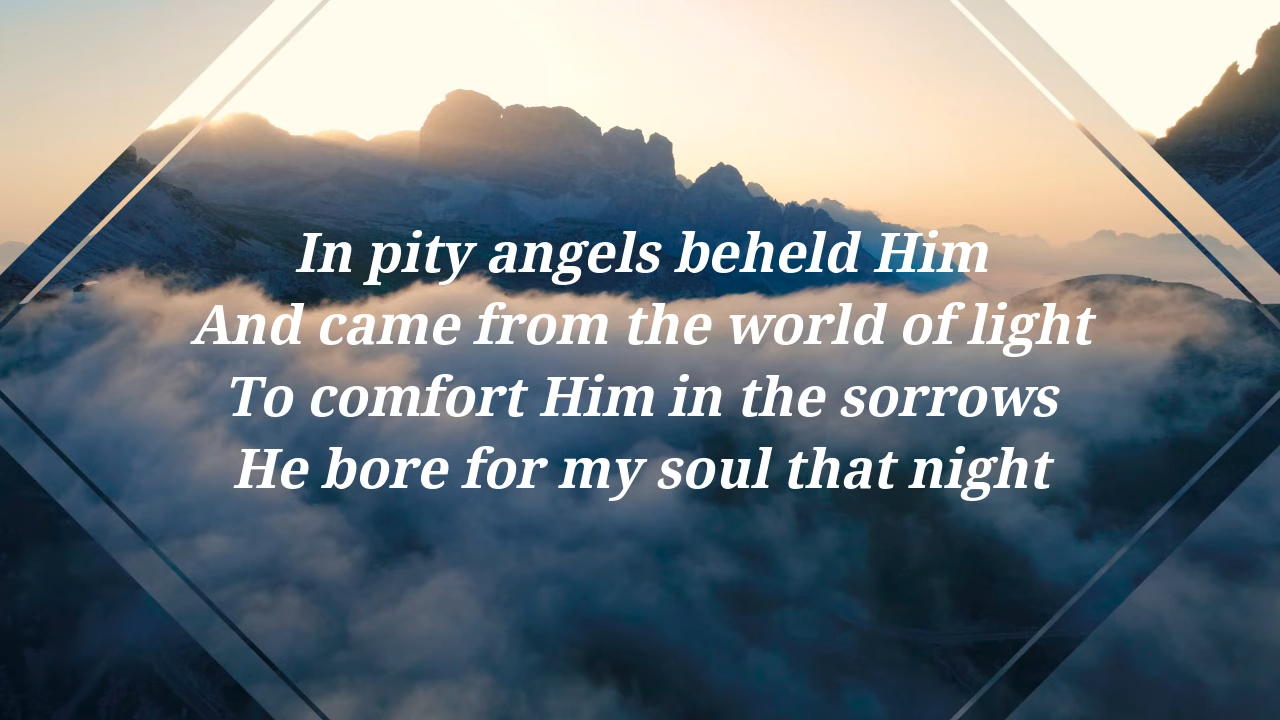 In pity angels beheld Him
And came from the world of light
To comfort Him in the sorrows
He bore for my soul that night